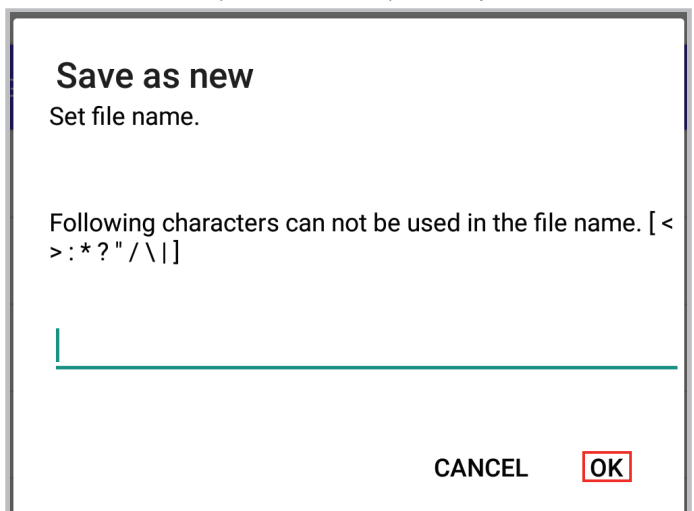 Save as new
Set file name.
Following characters can not be used in the file name. [ <
> : * ? " / \ | ]
CANCEL OK